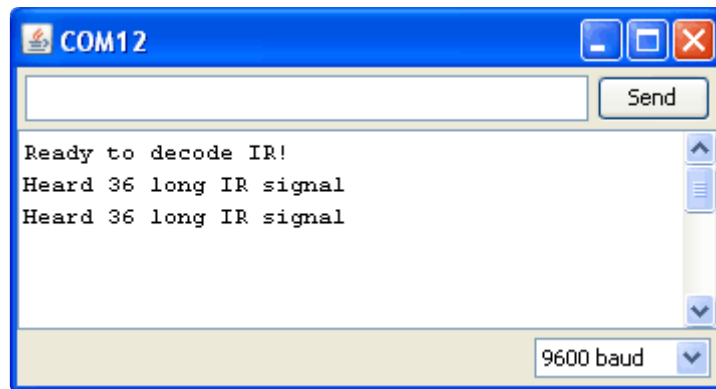 COM12
Send
Ready to decode IR!
Heard 36 long IR signal
Heard 36 long IR signal
9600 baud